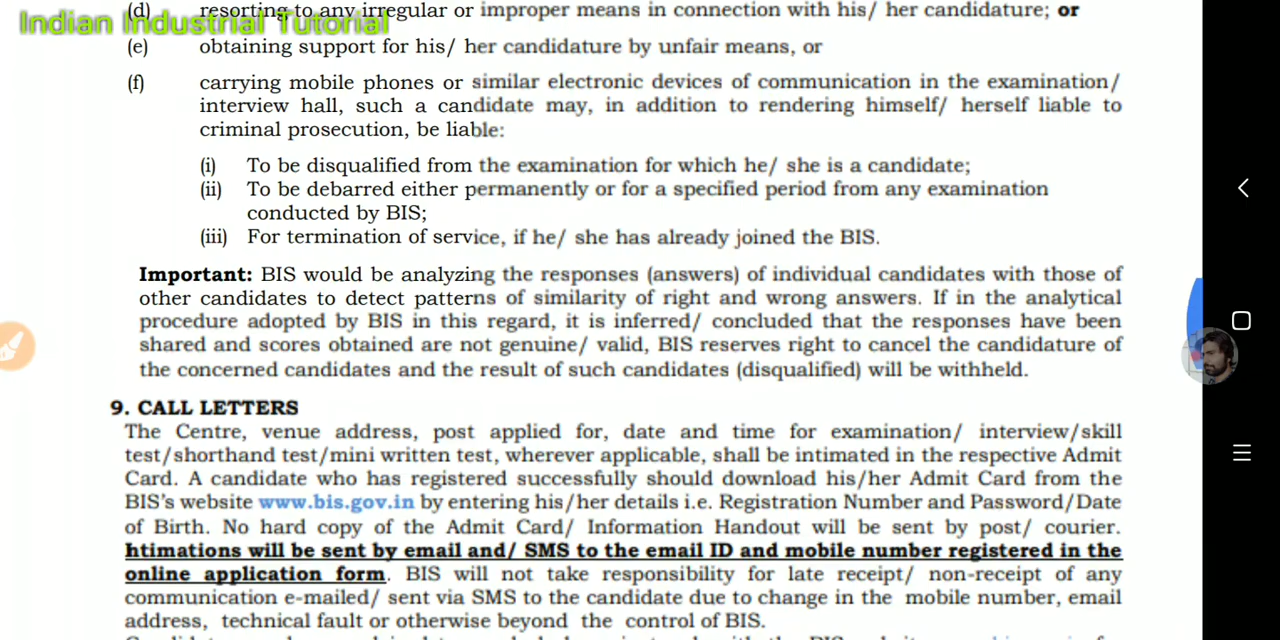 (d) resorting to any irregular or improper means in connection with his/ her candidature; or
Indian Industrial Tutorial
(e) obtaining support for his/ her candidature by unfair means, or
(f) carrying mobile phones or similar electronic devices of communication in the examination/
interview hall, such a candidate may, in addition to rendering himself/ herself liable to
criminal prosecution, be liable:
(i) To be disqualified from the examination for which he/ she is a candidate;
(ii) To be debarred either permanently or for a specified period from any examination
conducted by BIS;
(iii) For termination of service, if he/ she has already joined the BIS.
Important: BIS would be analyzing the responses (answers) of individual candidates with those of
other candidates to detect patterns of similarity of right and wrong answers. If in the analytical
procedure adopted by BIS in this regard, it is inferred/ concluded that the responses have been
shared and scores obtained are not genuine/ valid, BIS reserves right to cancel the candidature of
the concerned candidates and the result of such candidates (disqualified) will be withheld.
9. CALL LETTERS
The Centre, venue address, post applied for, date and time for examination/ interview/skill
test/shorthand test/mini written test, wherever applicable, shall be intimated in the respective Admit
Card. A candidate who has registered successfully should download his/her Admit Card from the
BIS's website www.bis.gov.in by entering his/her details i.e. Registration Number and Password/Date
of Birth. No hard copy of the Admit Card/ Information Handout will be sent by post/ courier.
htimations will be sent by email and/ SMS to the email ID and mobile number registered in the
online application form. BIS will not take responsibility for late receipt/ non-receipt of any
communication e-mailed/ sent via SMS to the candidate due to change in the mobile number, email
address, technical fault or otherwise beyond the control of BIS.